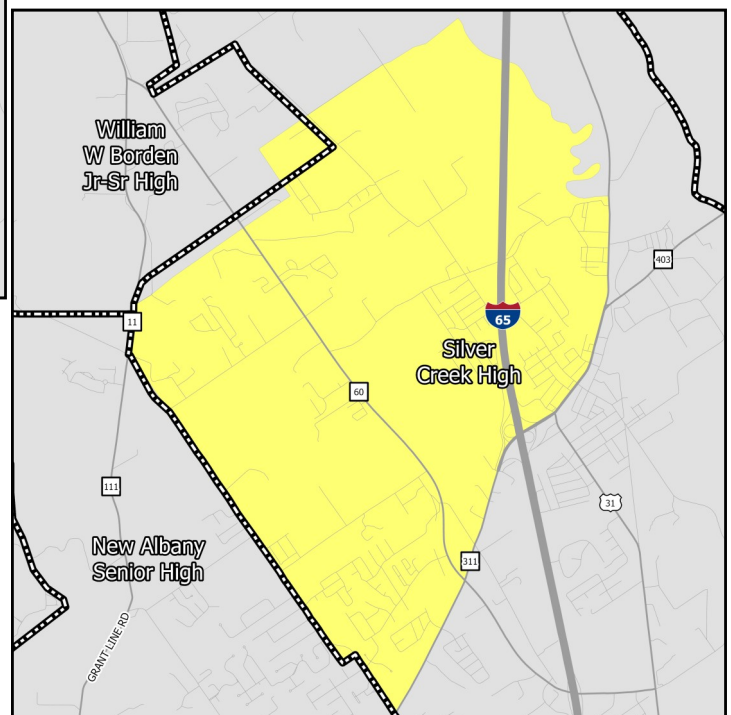 William
W Borden
Jr-Sr High
403
11
65
Silver
Creek High
60
111
31
New Albany
Senior High
311
GRANT LINE RD